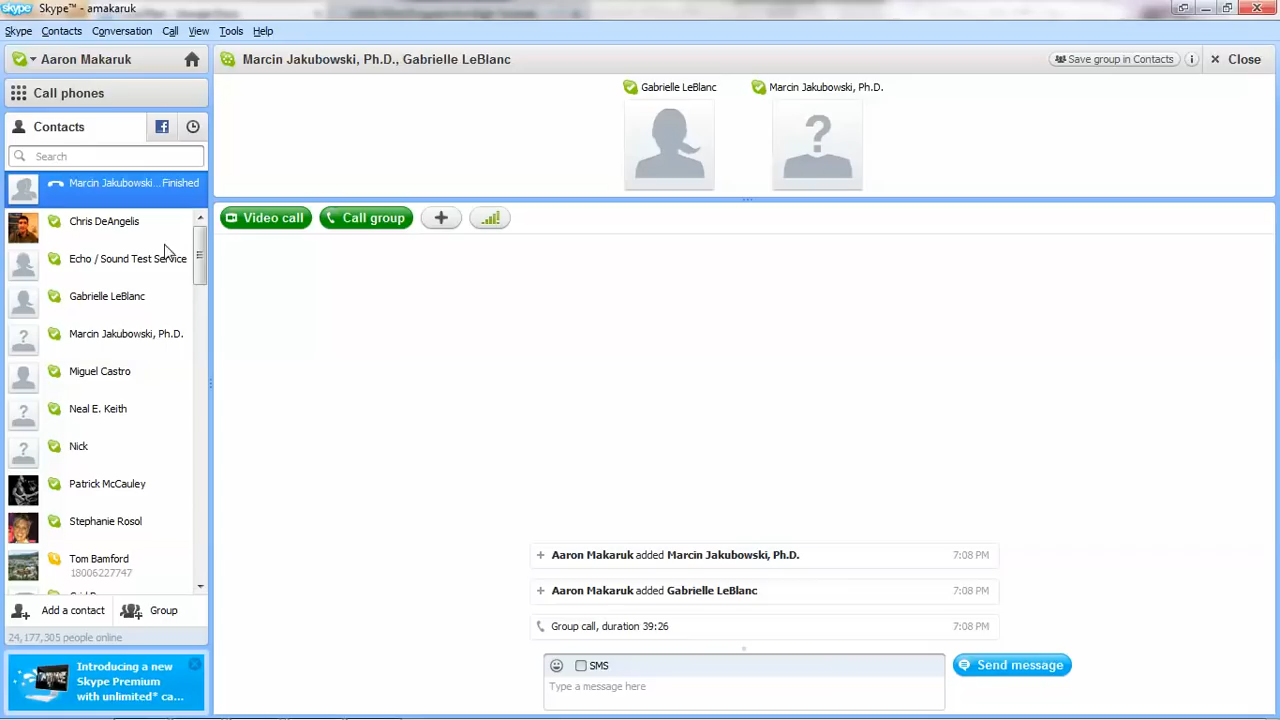 skype Skype™ - amakaruk
Skype Contacts Conversation Call View Tools Help
Aaron Makaruk
Call phones
Contacts
Search
Marcin Jakubowski... Finished
Chris DeAngelis
Echo / Sound Test Service
Gabrielle LeBlanc
Marcin Jakubowski, Ph.D.
Miguel Castro
Neal E. Keith
Nick
Patrick McCauley
Stephanie Rosol
Tom Bamford
18006227747
Add a contact Group
24,177,305 people online
Introducing a new
Skype Premium
with unlimited* ca...
Marcin Jakubowski, Ph.D., Gabrielle LeBlanc
Save group in Contacts Close
Gabrielle LeBlanc Marcin Jakubowski, Ph.D.
Video call Call group
Aaron Makaruk added Marcin Jakubowski, Ph.D. 7:08 PM
Aaron Makaruk added Gabrielle LeBlanc 7:08 PM
Group call, duration 39:26 7:08 PM
SMS
Type a message here
Send message